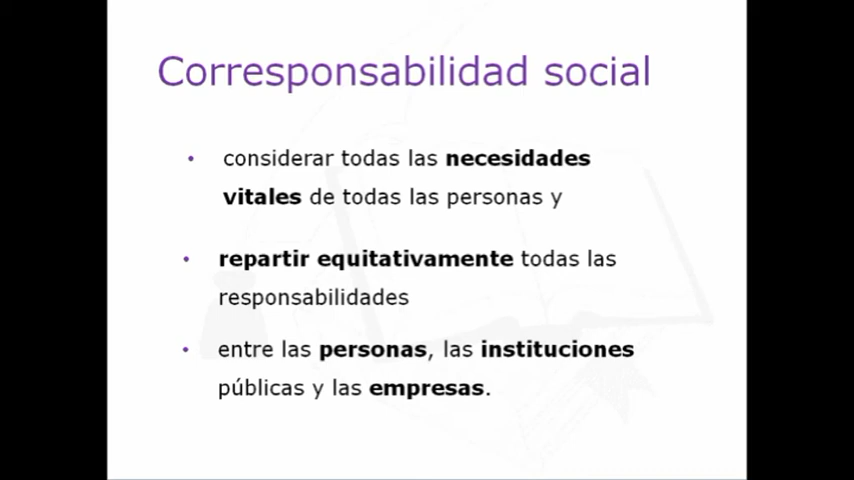 Corresponsabilidad social
• considerar todas las necesidades
vitales de todas las personas y
• repartir equitativamente todas las
responsabilidades
• entre las personas, las instituciones
públicas y las empresas.